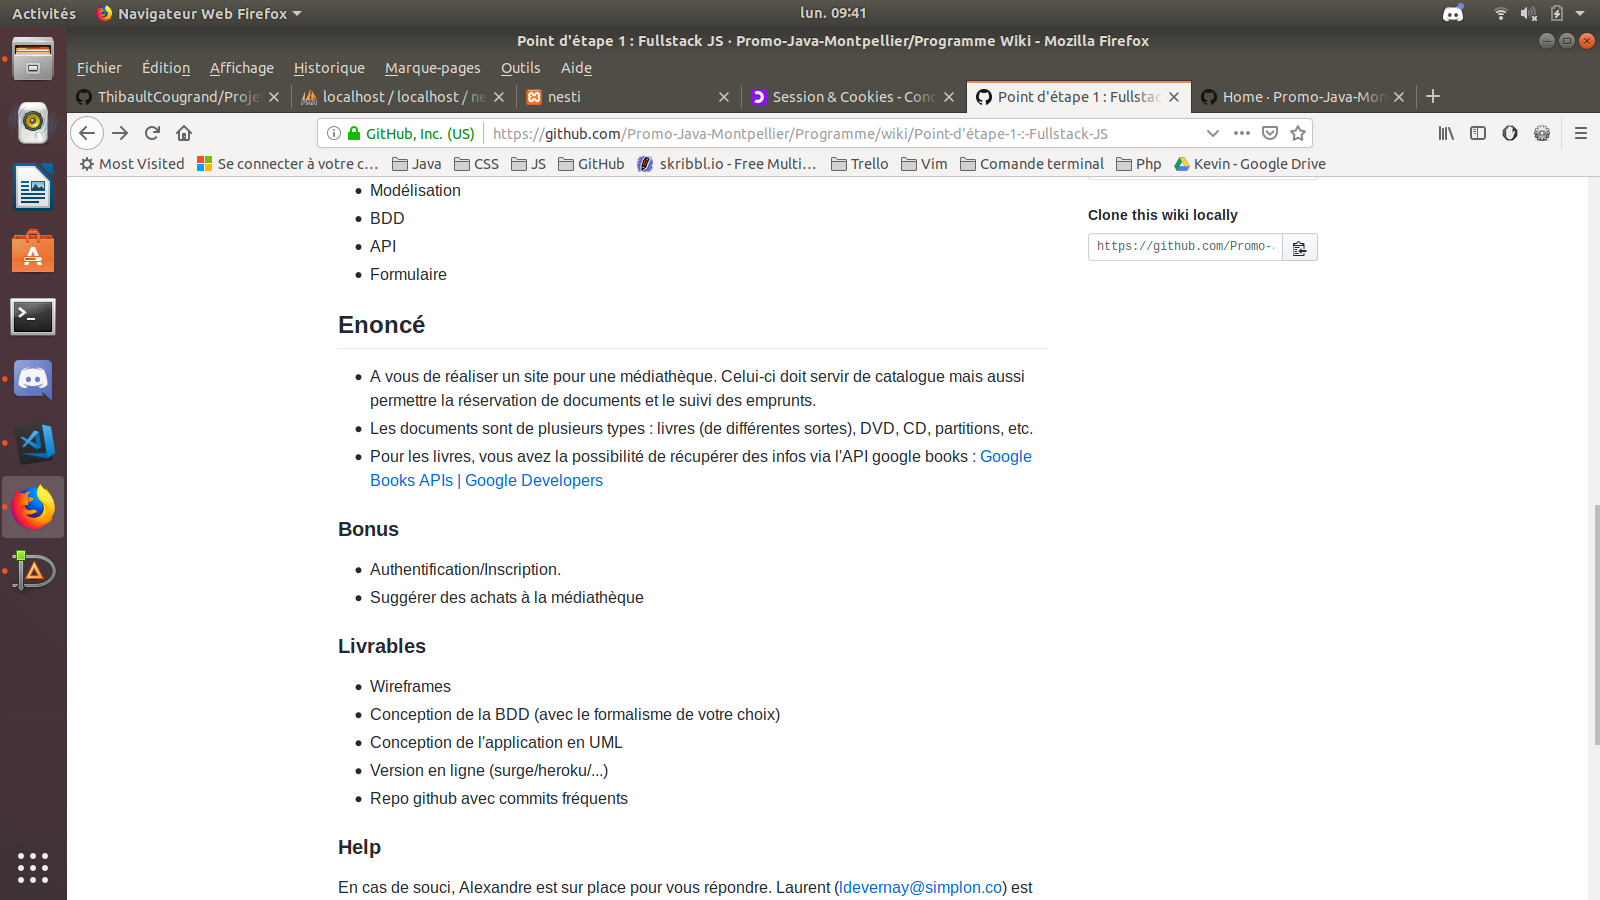 Activités
Navigateur Web Firefox
lun. 09:41
Point d'étape 1 : Fullstack JS · Promo-Java-Montpellier/Programme Wiki - Mozilla Firefox
Fichier Édition Affichage Historique Marque-pages Outils Aide
ThibaultCougrand/Proje
localhost / localhost / ne
nesti
Session & Cookies - Conc
Point d'étape 1 : Fullstac
Home · Promo-Java-Mon
GitHub, Inc. (US)
https://github.com/Promo-Java-Montpellier/Programme/wiki/Point-d'étape-1-:-Fullstack-JS
Most Visited Se connecter à votre c… Java CSS JS GitHub skribbl.io - Free Multi… Trello Vim Comande terminal Php Kevin - Google Drive
Modélisation
BDD
API
Formulaire
Clone this wiki locally
https://github.com/Promo-
Enoncé
A vous de réaliser un site pour une médiathèque. Celui-ci doit servir de catalogue mais aussi
permettre la réservation de documents et le suivi des emprunts.
Les documents sont de plusieurs types : livres (de différentes sortes), DVD, CD, partitions, etc.
Pour les livres, vous avez la possibilité de récupérer des infos via l'API google books : Google
Books APIs | Google Developers
Bonus
Authentification/Inscription.
Suggérer des achats à la médiathèque
Livrables
Wireframes
Conception de la BDD (avec le formalisme de votre choix)
Conception de l'application en UML
Version en ligne (surge/heroku/...)
Repo github avec commits fréquents
Help
En cas de souci, Alexandre est sur place pour vous répondre. Laurent (ldevernay@simplon.co) est